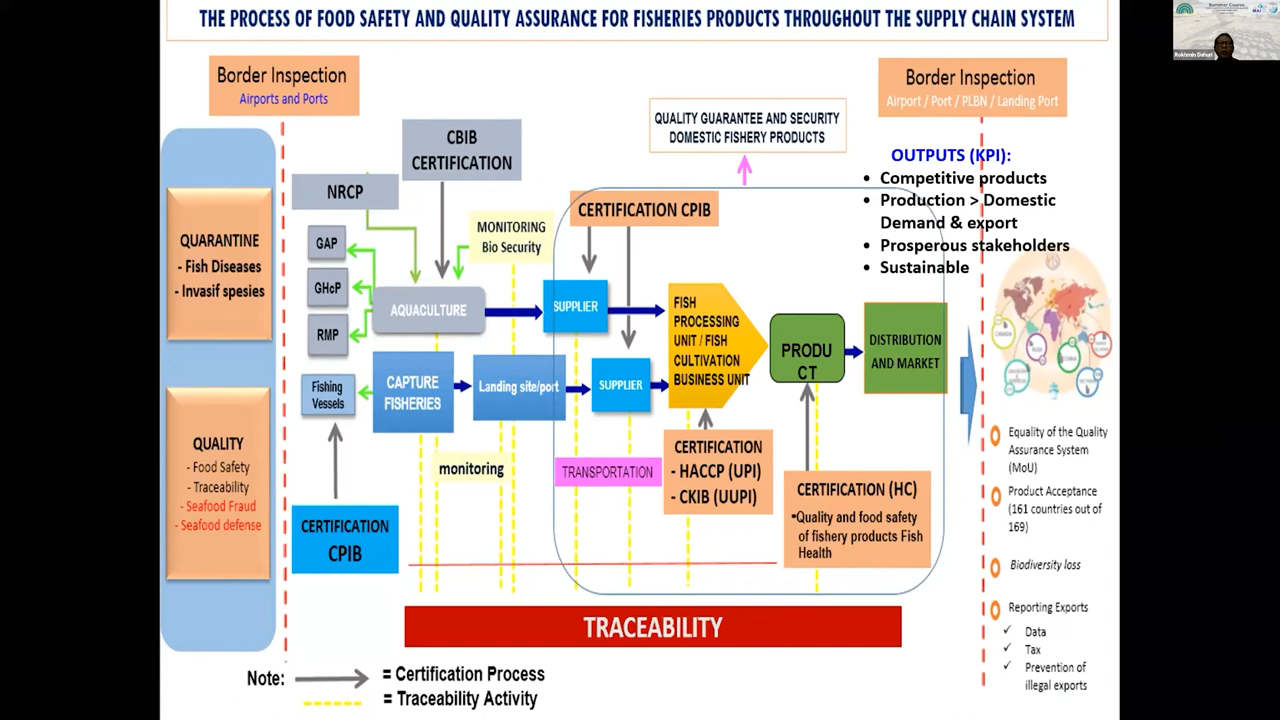 THE PROCESS OF FOOD SAFETY AND QUALITY ASSURANCE FOR FISHERIES PRODUCTS THROUGHOUT THE SUPPLY CHAIN SYSTEM
Summer Course
Rokhmin Dahuri
Border Inspection
Airports and Ports
Border Inspection
Airport / Port / PLBN / Landing Port
QUALITY GUARANTEE AND SECURITY
DOMESTIC FISHERY PRODUCTS
CBIB
CERTIFICATION
NRCP
OUTPUTS (KPI):
• Competitive products
• Production > Domestic
Demand & export
• Prosperous stakeholders
• Sustainable
CERTIFICATION CPIB
MONITORING
Bio Security
QUARANTINE
- Fish Diseases
- Invasif spesies
GAP
GHcP
RMP
AQUACULTURE
SUPPLIER
FISH
PROCESSING
UNIT / FISH
CULTIVATION
BUSINESS UNIT
PRODU
CT
DISTRIBUTION
AND MARKET
Fishing
Vessels
CAPTURE
FISHERIES
Landing site/port
SUPPLIER
QUALITY
- Food Safety
- Traceability
- Seafood Fraud
- Seafood defense
monitoring
TRANSPORTATION
CERTIFICATION
- HACCP (UPI)
- CKIB (UUPI)
CERTIFICATION (HC)
-Quality and food safety
of fishery products Fish
Health
CERTIFICATION
CPIB
Equality of the Quality
Assurance System
(MoU)
Product Acceptance
(161 countries out of
169)
Biodiversity loss
Reporting Exports
✓ Data
✓ Tax
✓ Prevention of
illegal exports
TRACEABILITY
Note:
= Certification Process
= Traceability Activity